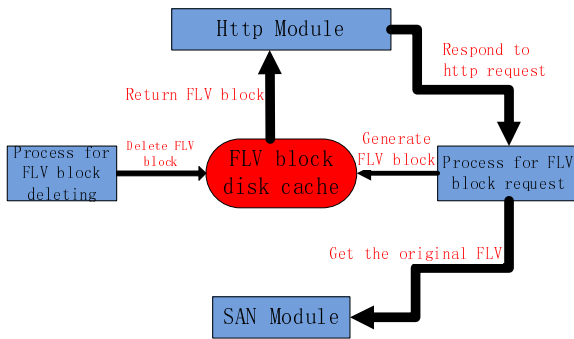 Http Module
Respond to
http request
Return FLV block
Delete FLV
block
Generate
FLV block
Process for
FLV block
deleting
FLV block
disk cache
Process for FLV
block request
Get the original FLV
SAN Module